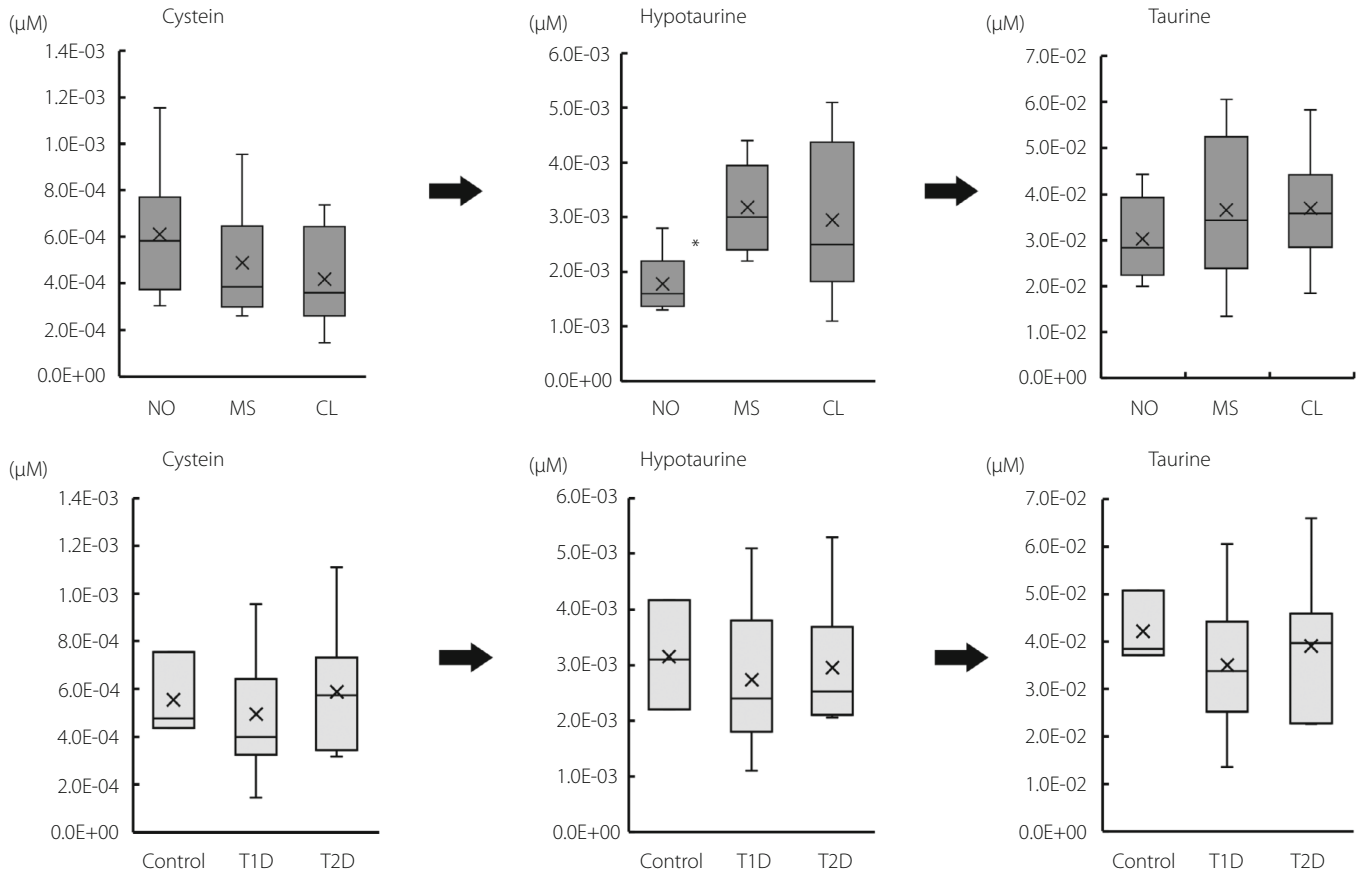 Cystein
(μM)
1.4E-03
1.2E-03
1.0E-03
8.0E-04
6.0E-04
4.0E-04
2.0E-04
0.0E+00
NO MS CL
Hypotaurine
(μM)
6.0E-03
5.0E-03
4.0E-03
3.0E-03
2.0E-03
1.0E-03
0.0E+00
*
NO MS CL
Taurine
(μM)
7.0E-02
6.0E-02
5.0E-02
4.0E-02
3.0E-02
2.0E-02
1.0E-02
0.0E+00
NO MS CL
Cystein
(μM)
1.4E-03
1.2E-03
1.0E-03
8.0E-04
6.0E-04
4.0E-04
2.0E-04
0.0E+00
Control T1D T2D
Hypotaurine
(μM)
6.0E-03
5.0E-03
4.0E-03
3.0E-03
2.0E-03
1.0E-03
0.0E+00
Control T1D T2D
Taurine
(μM)
7.0E-02
6.0E-02
5.0E-02
4.0E-02
3.0E-02
2.0E-02
1.0E-02
0.0E+00
Control T1D T2D